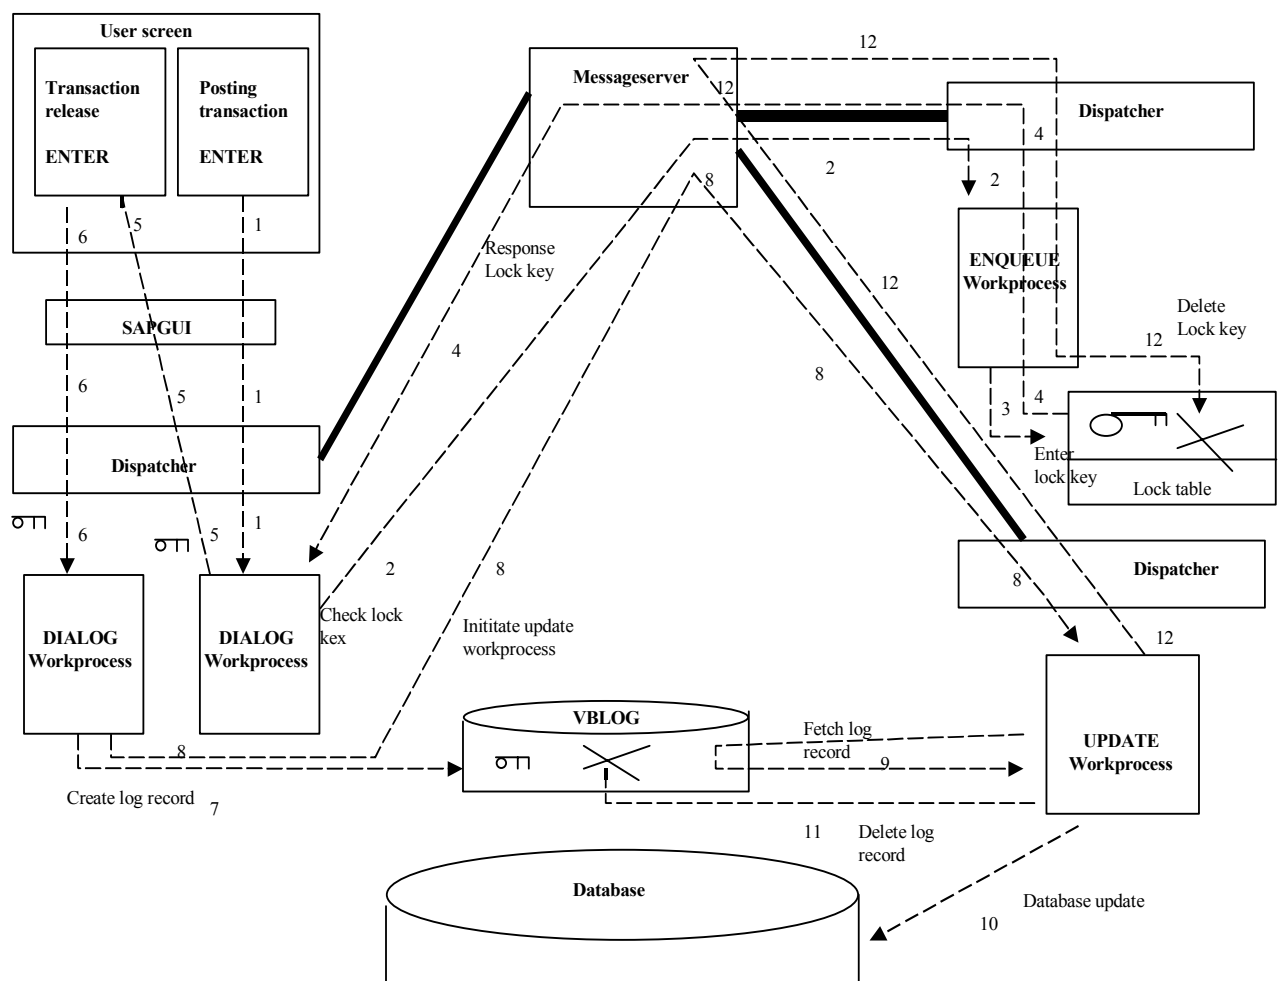 User screen
Transaction
release
ENTER
Posting
transaction
ENTER
Messageserver
12
12
Dispatcher
4
2
2
8
6
5
1
Response
Lock key
ENQUEUE
Workprocess
12
Delete
Lock key
12
SAPGUI
4
8
6
5
1
3
4
Enter
lock key
Lock table
Dispatcher
6
5
1
2
8
Dispatcher
8
DIALOG
Workprocess
DIALOG
Workprocess
Check lock
kex
Inititate update
workprocess
12
VBLOG
Fetch log
record
9
UPDATE
Workprocess
8
Create log record
7
11
Delete log
record
Database
Database update
10